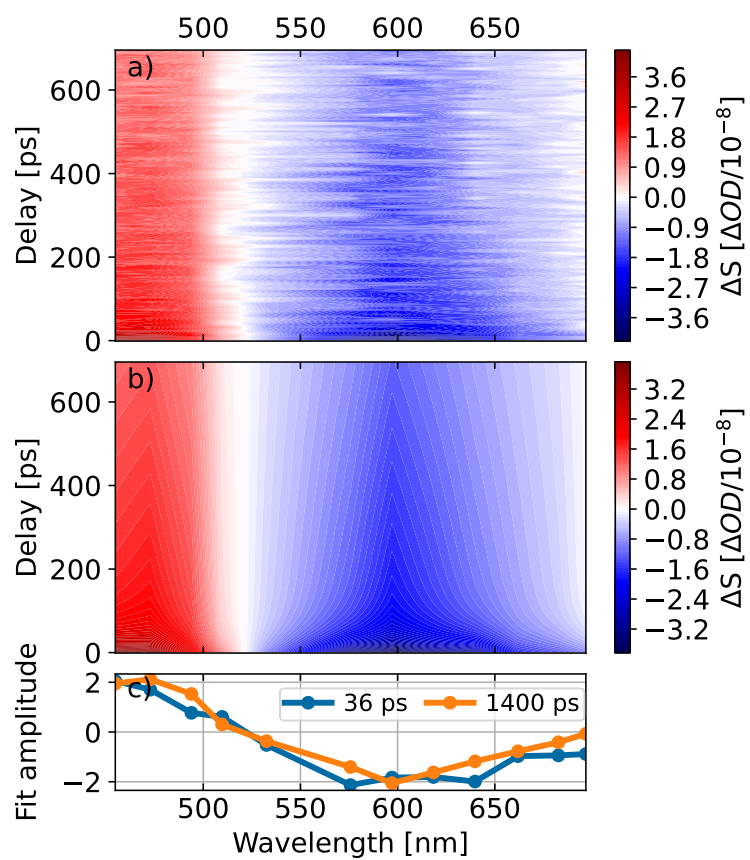 500 550 600 650
a)
Delay [ps]
600
400
200
0
3.6
2.7
1.8
0.9
0.0
−0.9
−1.8
−2.7
−3.6
ΔS [ΔOD/10⁻⁸]
b)
Delay [ps]
600
400
200
0
3.2
2.4
1.6
0.8
0.0
−0.8
−1.6
−2.4
−3.2
ΔS [ΔOD/10⁻⁸]
c)
Fit amplitude
2
0
−2
36 ps 1400 ps
500 550 600 650
Wavelength [nm]